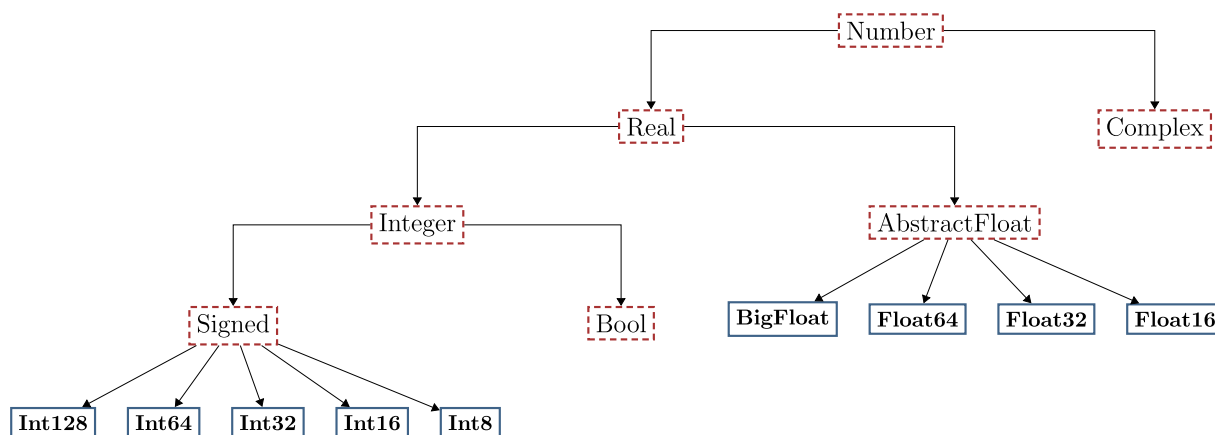 Number
Real
Complex
Integer
AbstractFloat
BigFloat
Float64
Float32
Float16
Signed
Bool
Int128
Int64
Int32
Int16
Int8